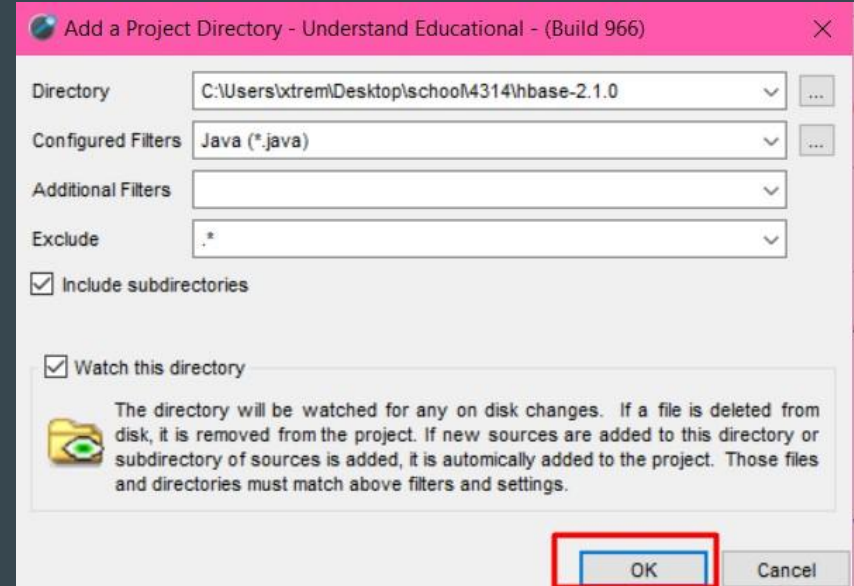 Add a Project Directory - Understand Educational - (Build 966)
Directory C:\Users\xtrem\Desktop\school\4314\hbase-2.1.0 ...
Configured Filters Java (*.java) ...
Additional Filters
Exclude .*
Include subdirectories
Watch this directory
The directory will be watched for any on disk changes. If a file is deleted from
disk, it is removed from the project. If new sources are added to this directory or
subdirectory of sources is added, it is automically added to the project. Those files
and directories must match above filters and settings.
OK Cancel